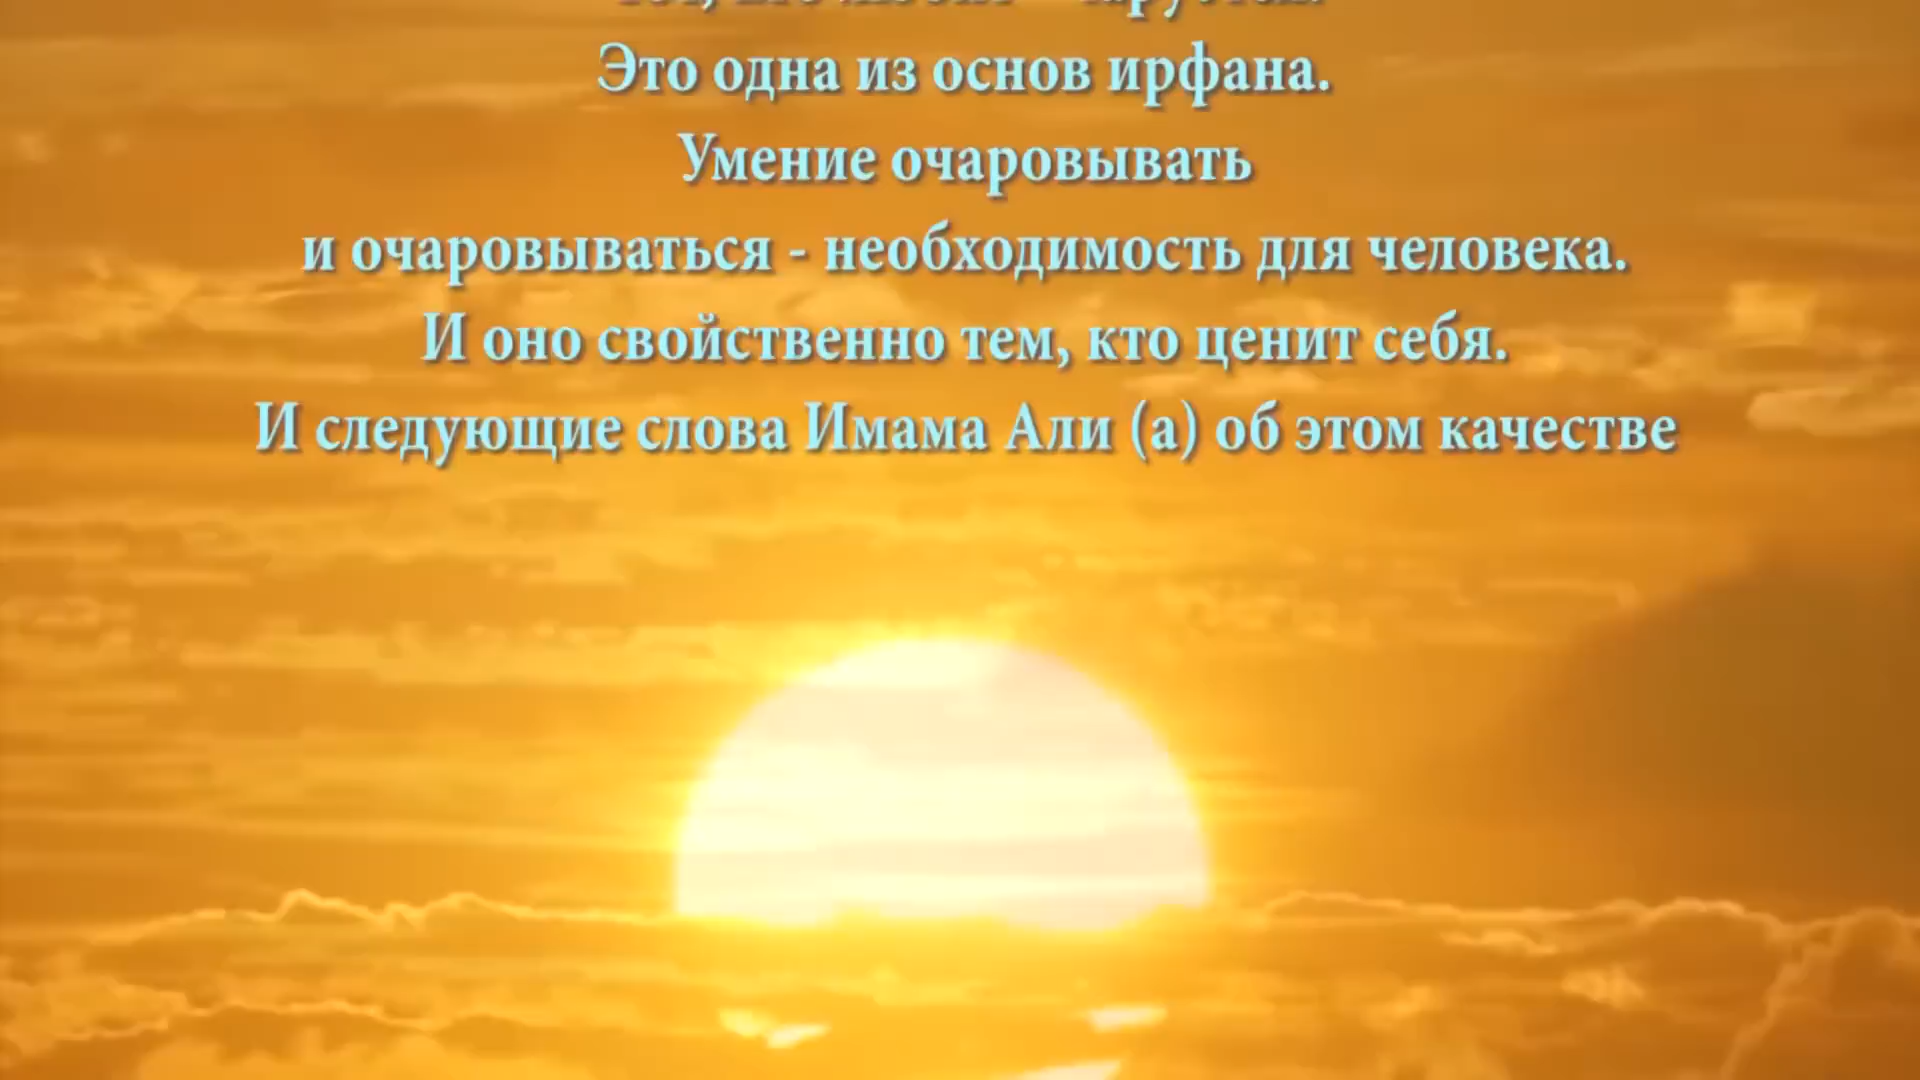 Это одна из основ ирфана.
Умение очаровывать
и очаровываться - необходимость для человека.
И оно свойственно тем, кто ценит себя.
И следующие слова Имама Али (а) об этом качестве